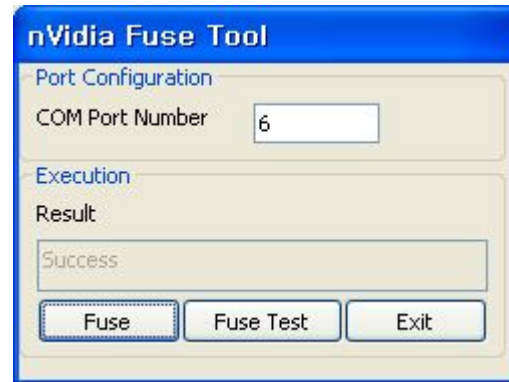 nVidia Fuse Tool
Port Configuration
COM Port Number 6
Execution
Result
Success
Fuse Fuse Test Exit